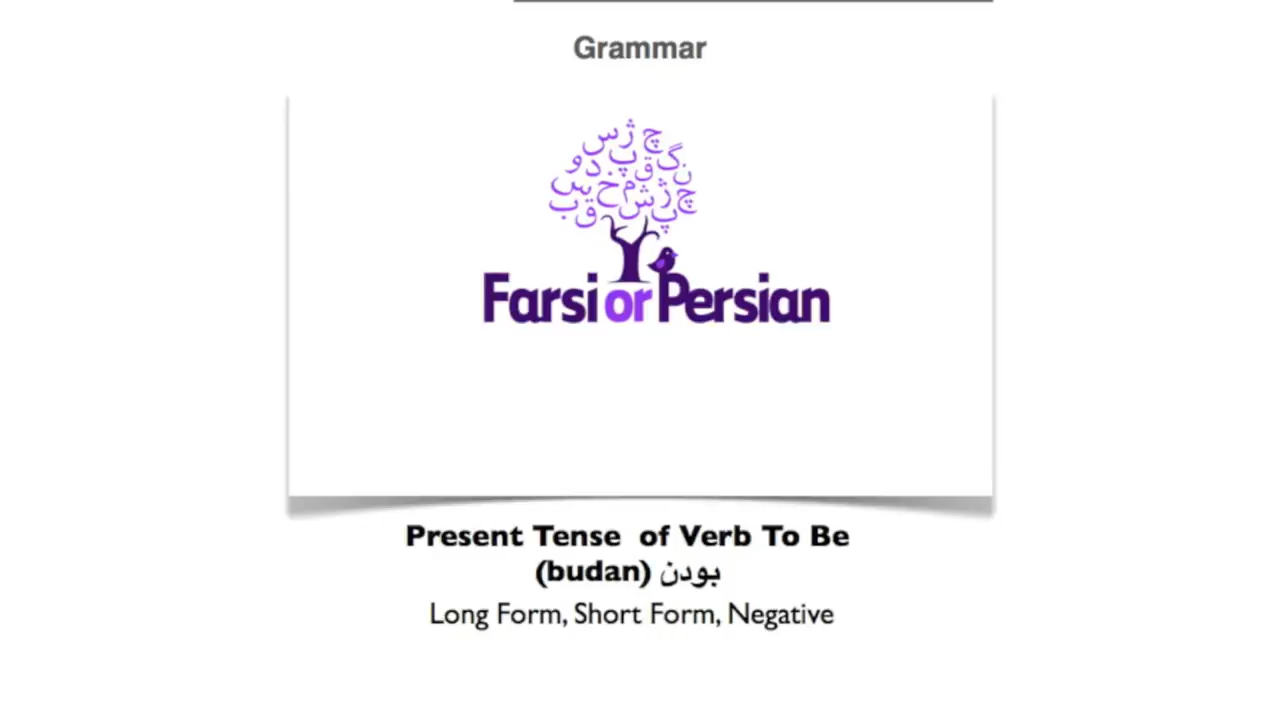 Grammar
چ ژ س
گ پ و
ن ق د
چ ژ م خ س
پ ش ق ب
Farsi or Persian
Present Tense of Verb To Be
(budan) بودن
Long Form, Short Form, Negative